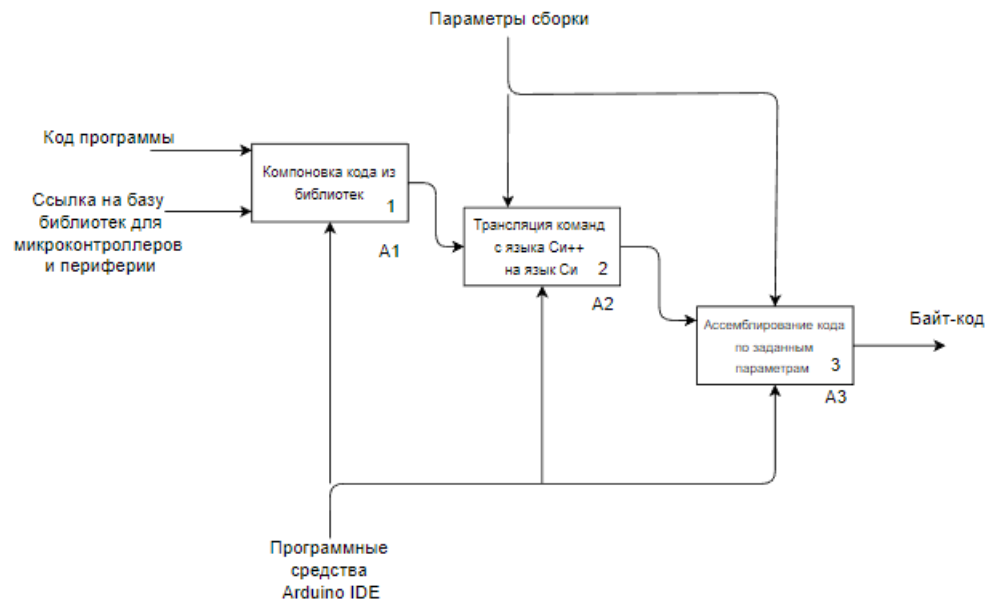 Параметры сборки
Код программы
Ссылка на базу
библиотек для
микроконтроллеров
и периферии
Компоновка кода из
библиотек
1
A1
Трансляция команд
с языка Си++
на язык Си 2
A2
Ассемблирование кода
по заданным
параметрам 3
A3
Байт-код
Программные
средства
Arduino IDE